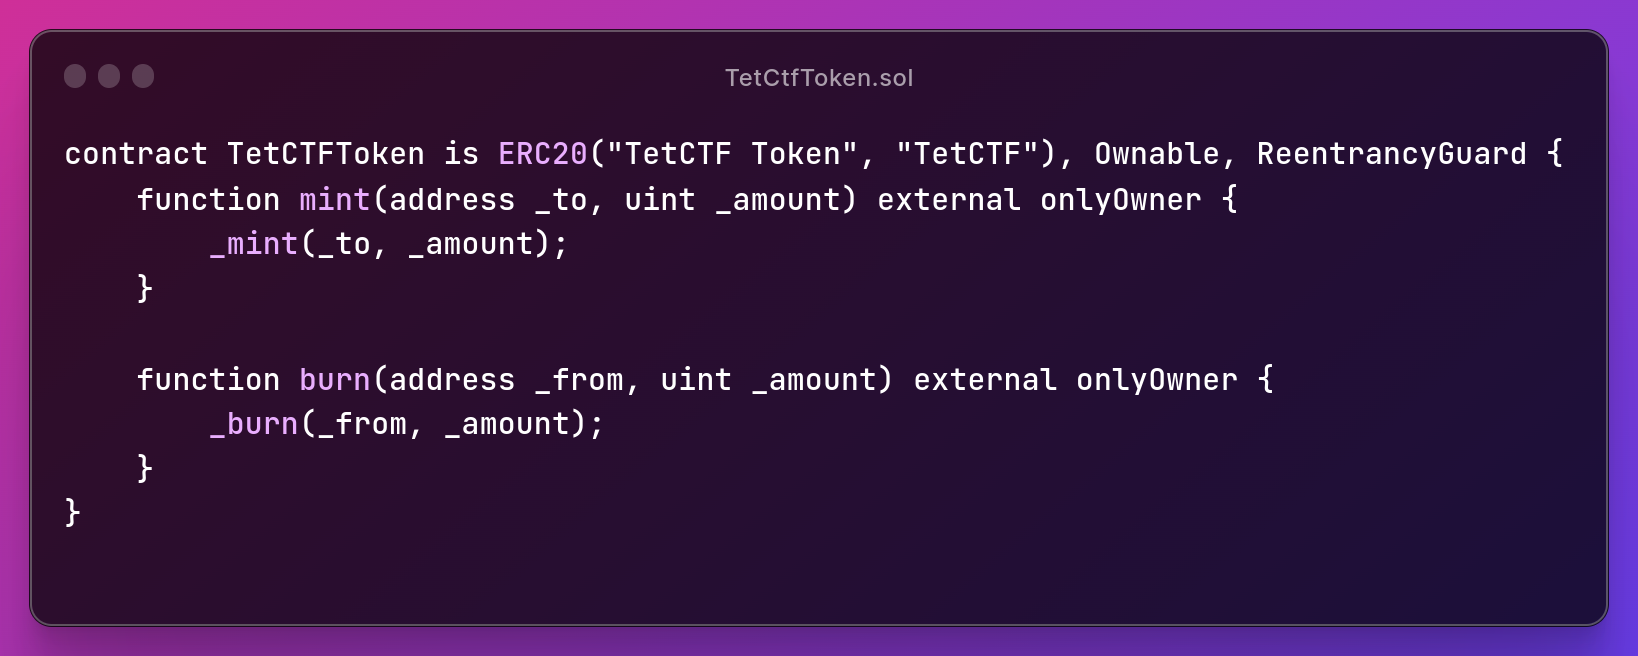 TetCtfToken.sol
contract TetCTFToken is ERC20("TetCTF Token", "TetCTF"), Ownable, ReentrancyGuard {
    function mint(address _to, uint _amount) external onlyOwner {
        _mint(_to, _amount);
    }

    function burn(address _from, uint _amount) external onlyOwner {
        _burn(_from, _amount);
    }
}